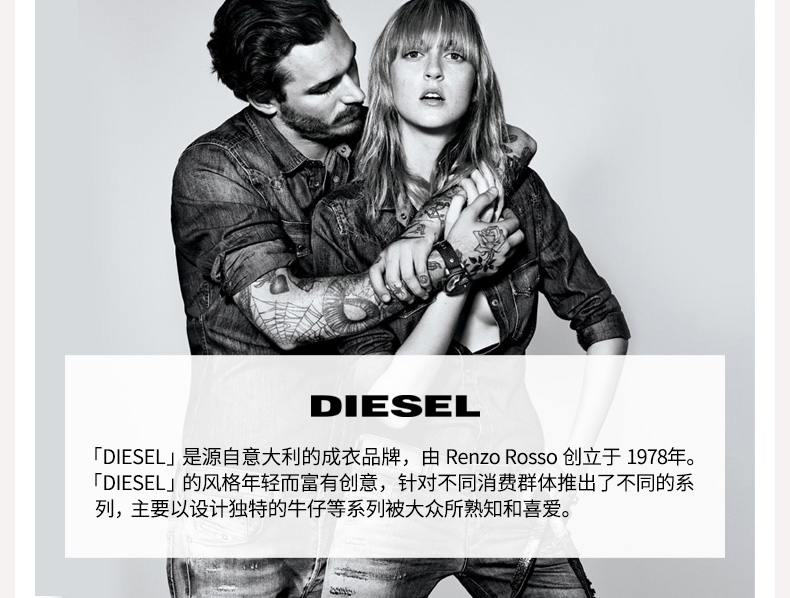 DIESEL
「DIESEL」是源自意大利的成衣品牌，由 Renzo Rosso 创立于 1978年。
「DIESEL」的风格年轻而富有创意，针对不同消费群体推出了不同的系
列，主要以设计独特的牛仔等系列被大众所熟知和喜爱。